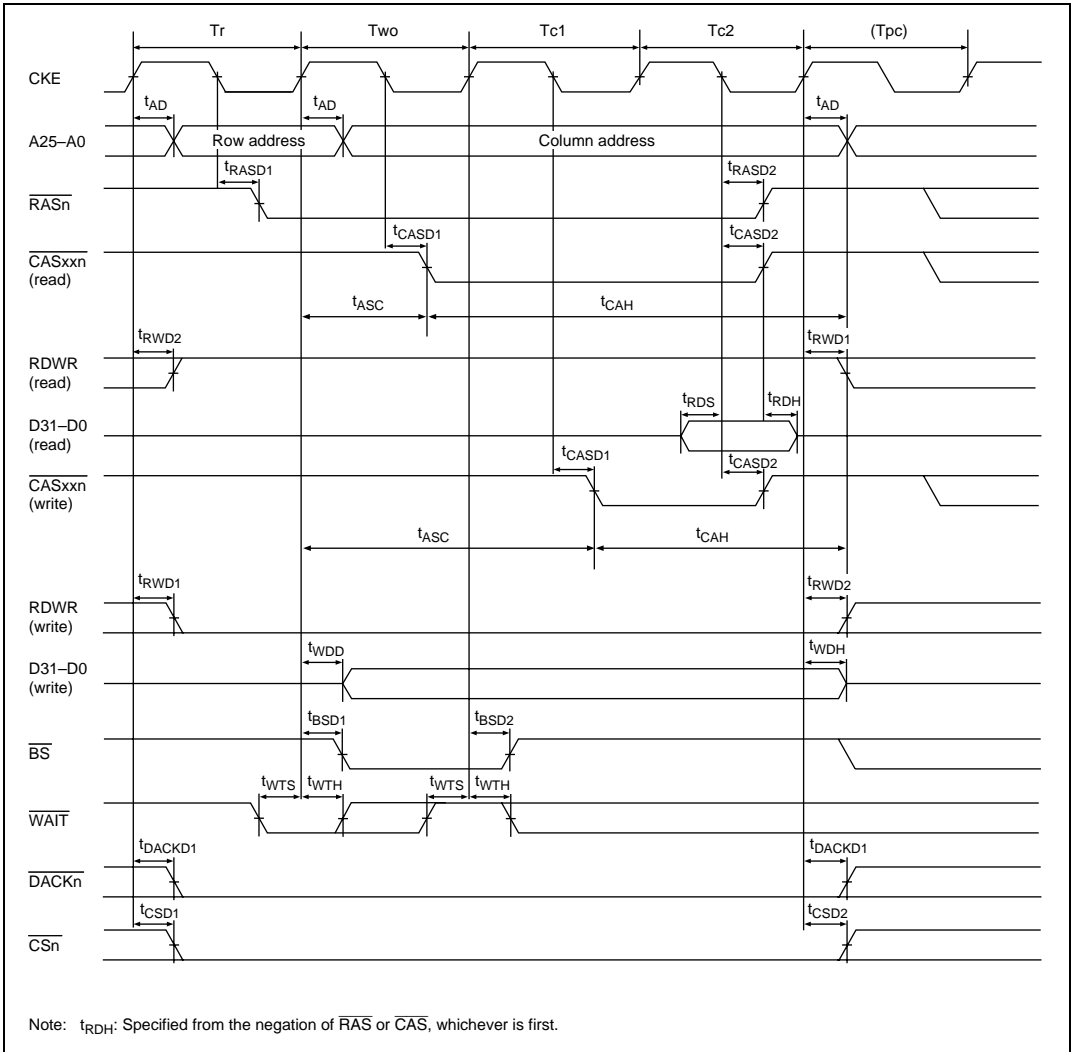 Tr Two Tc1 Tc2 (Tpc)
CKE
tAD tAD tAD
A25–A0 Row address Column address
tRASD1 tRASD2
RASn
tCASD1 tCASD2
CASxxn
(read)
tASC tCAH
tRWD2 tRWD1
RDWR
(read)
tRDS tRDH
D31–D0
(read)
tCASD1 tCASD2
CASxxn
(write)
tASC tCAH
tRWD1 tRWD2
RDWR
(write)
tWDD tWDH
D31–D0
(write)
tBSD1 tBSD2
BS
tWTS tWTH tWTS tWTH
WAIT
tDACKD1 tDACKD1
DACKn
tCSD1 tCSD2
CSn
Note: tRDH: Specified from the negation of RAS or CAS, whichever is first.